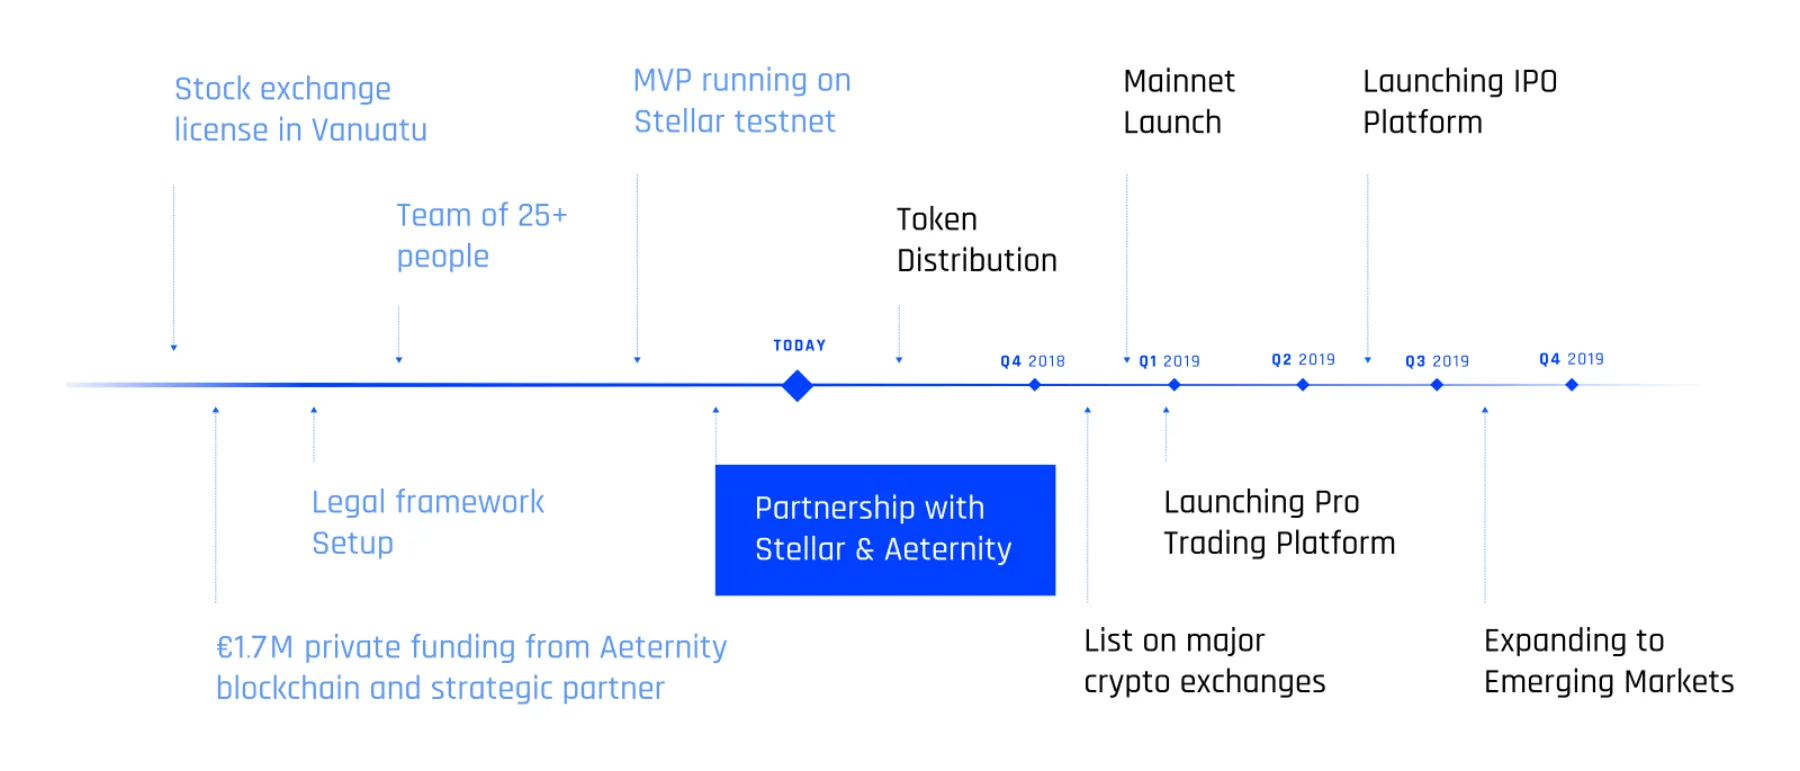 Stock exchange
license in Vanuatu
MVP running on
Stellar testnet
Mainnet
Launch
Launching IPO
Platform
Team of 25+
people
Token
Distribution
TODAY
Q4 2018
Q1 2019
Q2 2019
Q3 2019
Q4 2019
Legal framework
Setup
Partnership with
Stellar & Aeternity
Launching Pro
Trading Platform
€1.7M private funding from Aeternity
blockchain and strategic partner
List on major
crypto exchanges
Expanding to
Emerging Markets